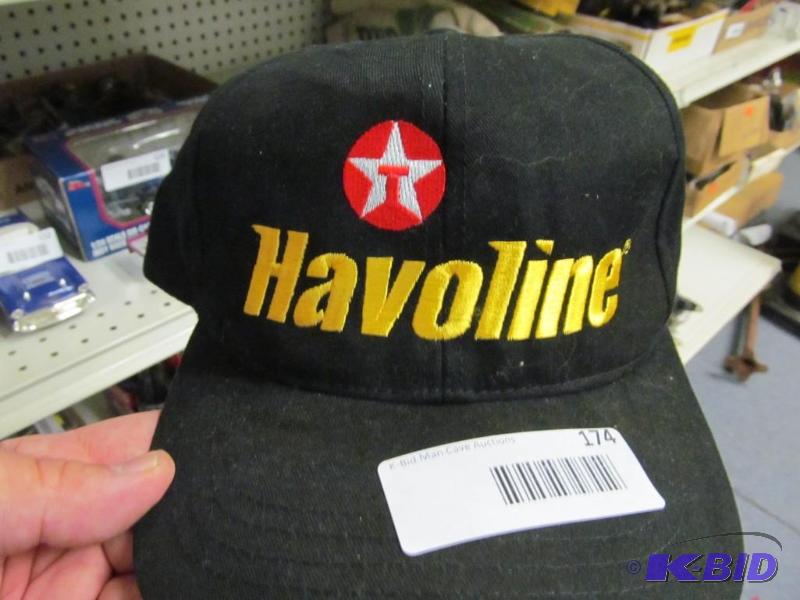 T
Havoline®
174
K-Bid Man Cave Auctions
© K-BID